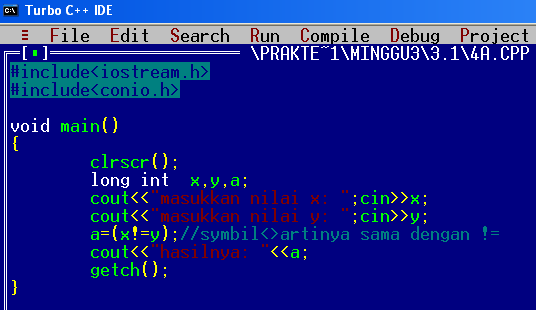 Turbo C++ IDE
≡ File Edit Search Run Compile Debug Project
[■] \PRAKTE~1\MINGGU3\3.1\4A.CPP
#include<iostream.h>
#include<conio.h>
void main()
{
clrscr();
long int x,y,a;
cout<<"masukkan nilai x: ";cin>>x;
cout<<"masukkan nilai y: ";cin>>y;
a=(x!=y);//symbil<>artinya sama dengan !=
cout<<"hasilnya: "<<a;
getch();
}